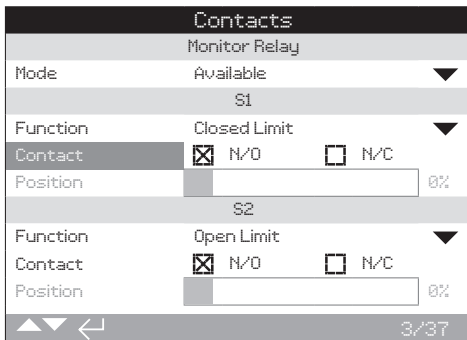 Contacts
Monitor Relay
Mode Available
S1
Function Closed Limit
Contact N/O N/C
Position 0%
S2
Function Open Limit
Contact N/O N/C
Position 0%
3/37